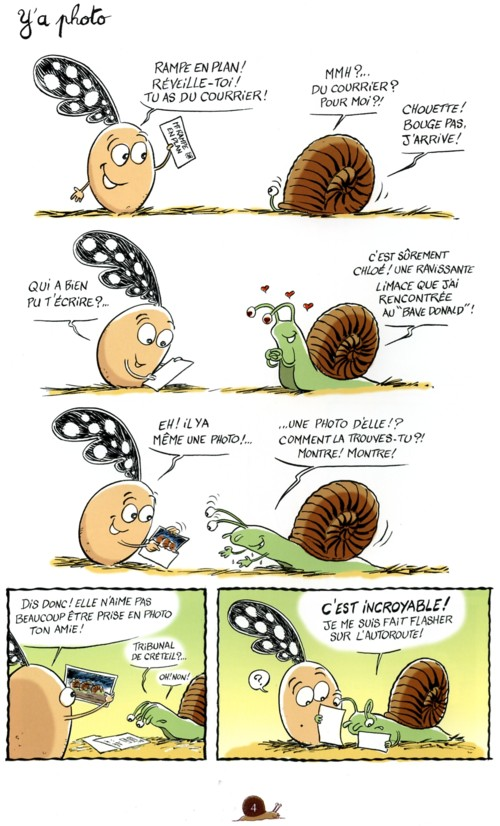 Y'a photo
RAMPE EN PLAN!
RÉVEILLE-TOI!
TU AS DU COURRIER!
Mr RAMPE
EN PLAN
MMH?...
DU COURRIER?
POUR MOI?!
CHOUETTE!
BOUGE PAS,
J'ARRIVE!
QUI A BIEN
PU T'ÉCRIRE?...
C'EST SÛREMENT
CHLOÉ! UNE RAVISSANTE
LIMACE QUE J'AI
RENCONTRÉE
AU "BAVE DONALD"!
EH! IL Y A
MÊME UNE PHOTO!...
...UNE PHOTO D'ELLE!?
COMMENT LA TROUVES-TU?!
MONTRE! MONTRE!
DIS DONC! ELLE N'AIME PAS
BEAUCOUP ÊTRE PRISE EN PHOTO
TON AMIE!
TRIBUNAL
DE CRÉTEIL?...
OH! NON!
C'EST INCROYABLE!
JE ME SUIS FAIT FLASHER
SUR L'AUTOROUTE!
?
4